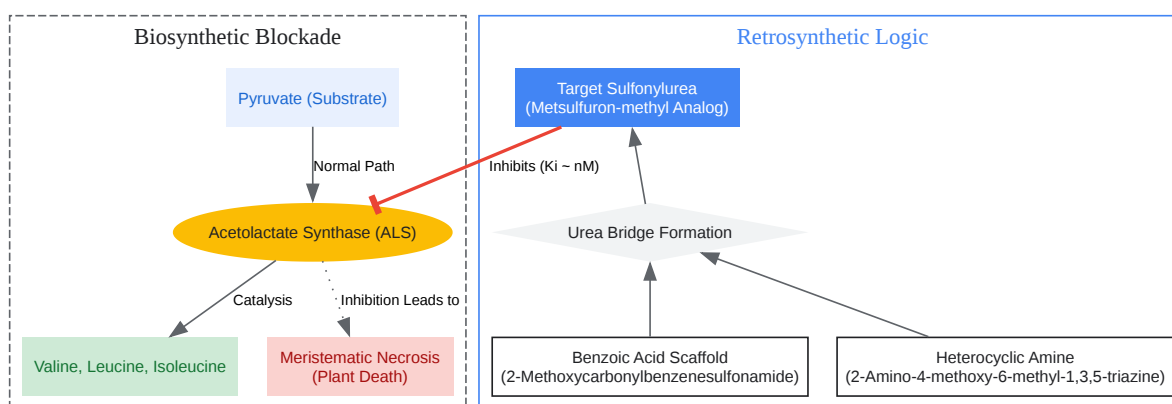 Biosynthetic Blockade
Pyruvate (Substrate)
Normal Path
Acetolactate Synthase (ALS)
Catalysis
Inhibition Leads to
Valine, Leucine, Isoleucine
Meristematic Necrosis
(Plant Death)
Retrosynthetic Logic
Target Sulfonylurea
(Metsulfuron-methyl Analog)
Inhibits (Ki ~ nM)
Urea Bridge Formation
Benzoic Acid Scaffold
(2-Methoxycarbonylbenzenesulfonamide)
Heterocyclic Amine
(2-Amino-4-methoxy-6-methyl-1,3,5-triazine)